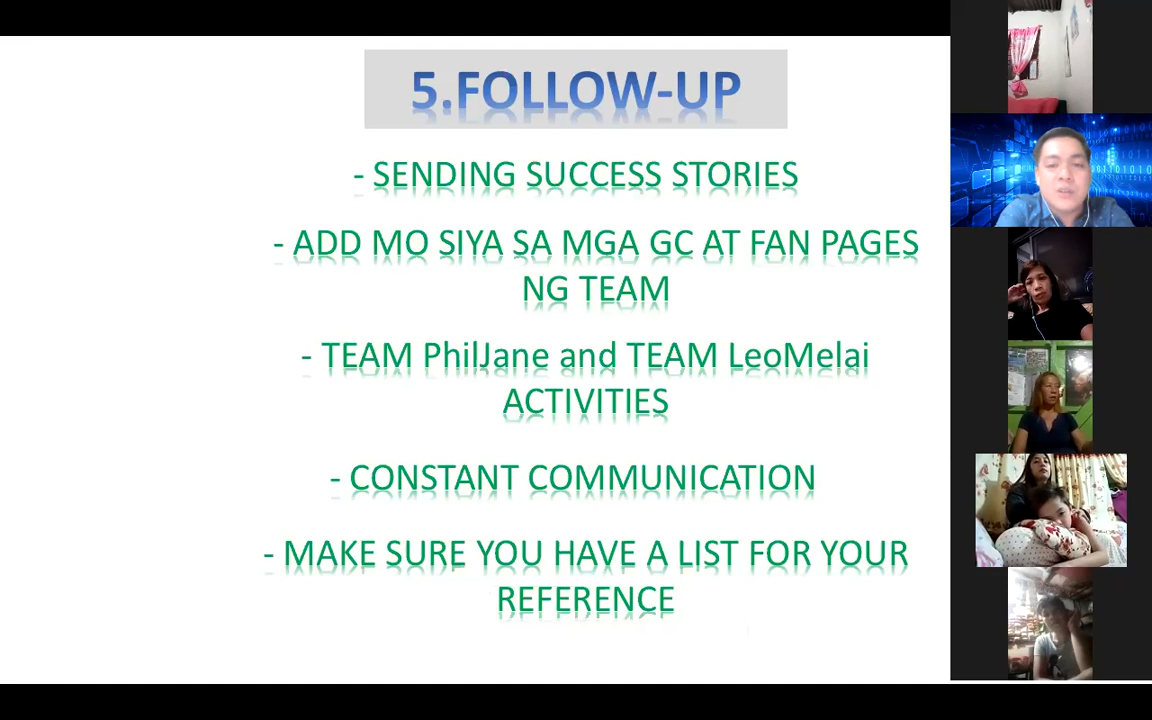 5.FOLLOW-UP
- SENDING SUCCESS STORIES
- ADD MO SIYA SA MGA GC AT FAN PAGES
NG TEAM
- TEAM PhilJane and TEAM LeoMelai
ACTIVITIES
- CONSTANT COMMUNICATION
- MAKE SURE YOU HAVE A LIST FOR YOUR
REFERENCE